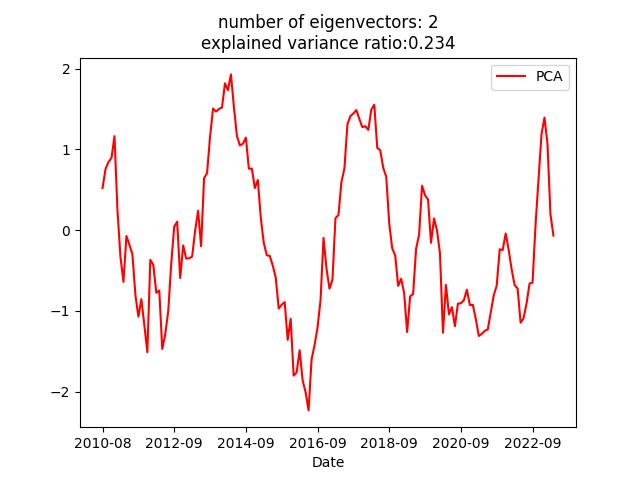 number of eigenvectors: 2
explained variance ratio:0.234
PCA
2
1
0
−1
−2
2010-08 2012-09 2014-09 2016-09 2018-09 2020-09 2022-09
Date